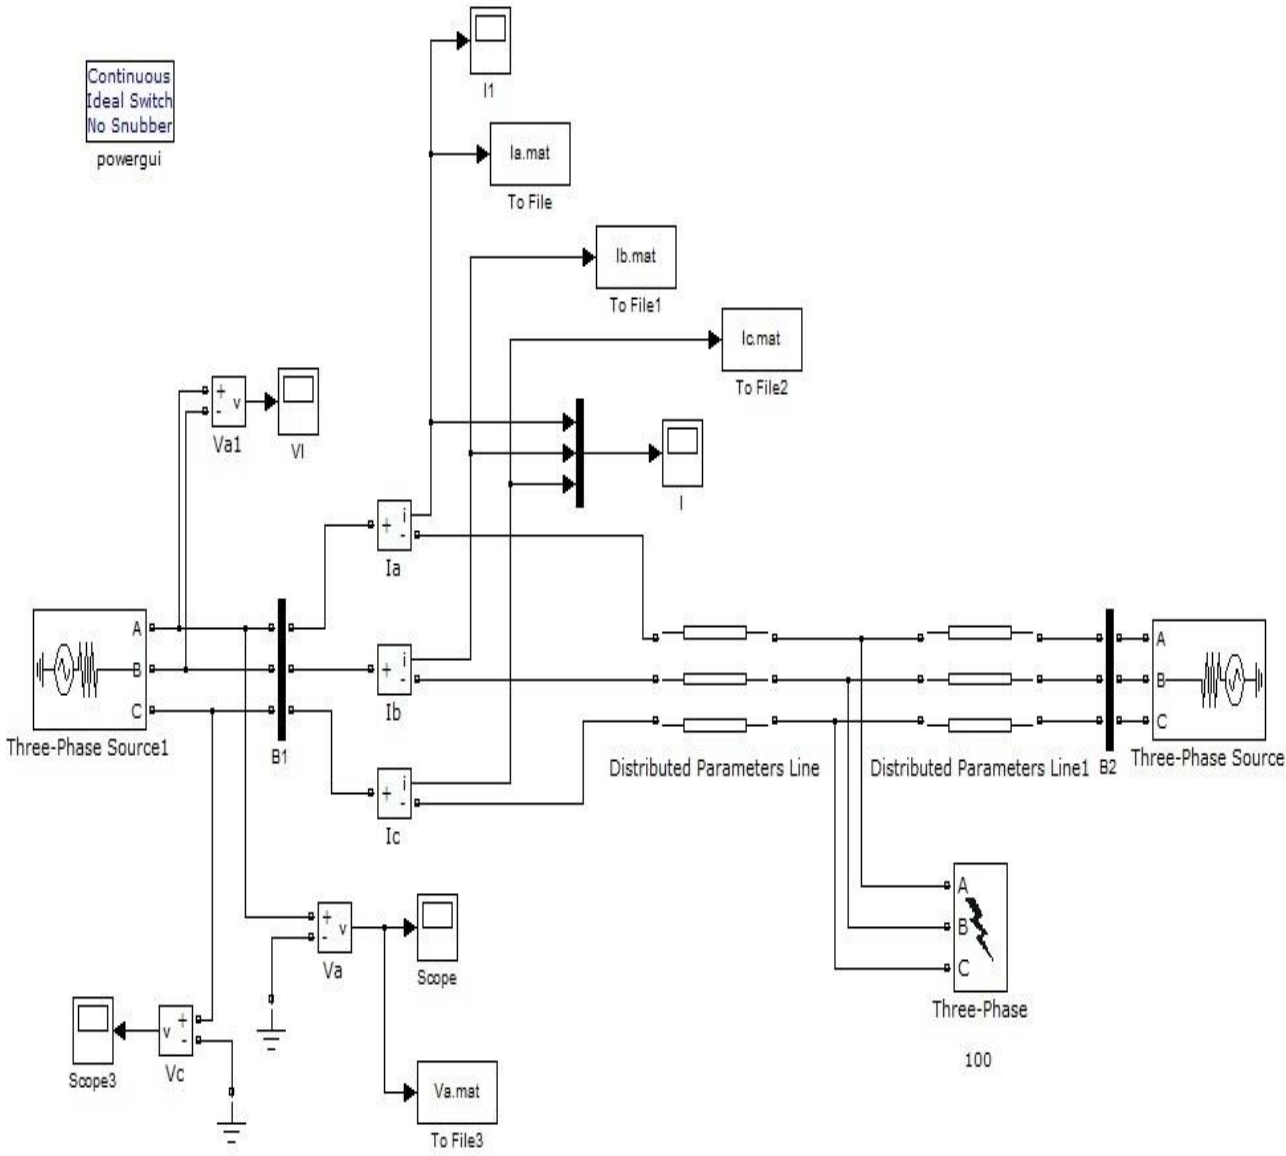 I1
Continuous
Ideal Switch
No Snubber
powergui
Ia.mat
To File
Ib.mat
To File1
Ic.mat
To File2
+
-
v
Va1
VI
I
+
i
-
Ia
A
B
C
Three-Phase Source1
B1
+
i
-
Ib
+
i
-
Ic
Distributed Parameters Line
Distributed Parameters Line1
B2
A
B
C
Three-Phase Source
+
-
v
Va
Scope
A
B
C
Three-Phase
100
Scope3
v
+
-
Vc
Va.mat
To File3